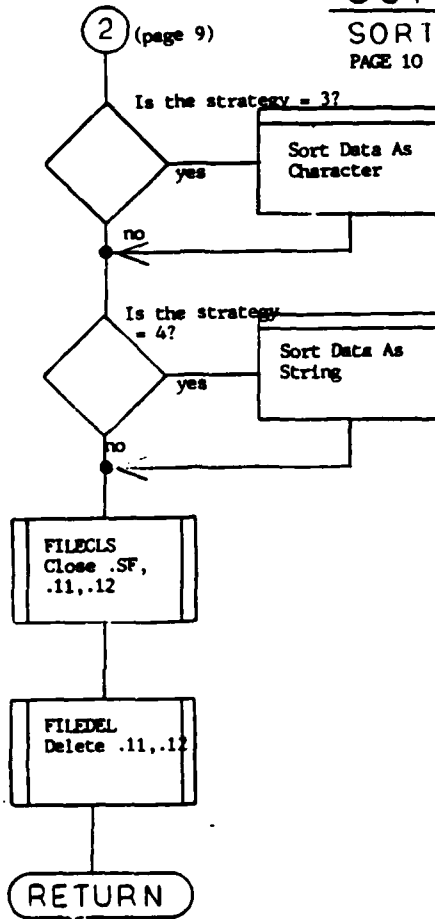 2 (page 9)
SORT
PAGE 10
Is the strategy = 3?
Sort Data As
Character
yes
no
Is the strategy
= 4?
Sort Data As
String
yes
no
FILECLS
Close .SF,
.11,.12
FILEDEL
Delete .11,.12
RETURN